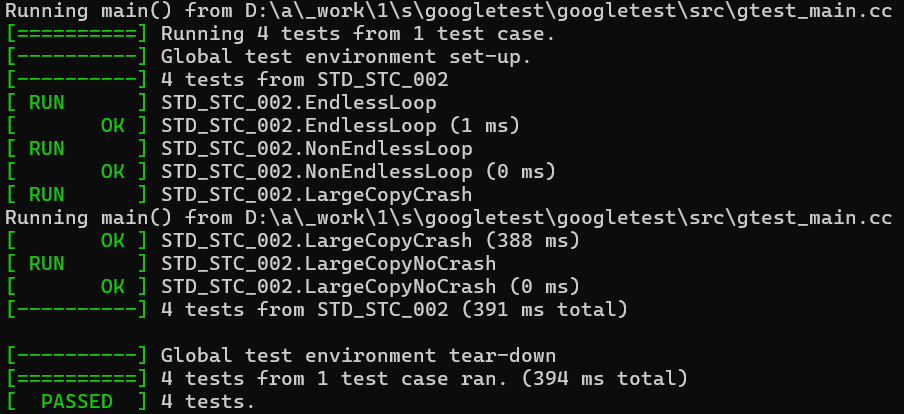 Running main() from D:\a\_work\1\s\googletest\googletest\src\gtest_main.cc
[==========] Running 4 tests from 1 test case.
[----------] Global test environment set-up.
[----------] 4 tests from STD_STC_002
[ RUN      ] STD_STC_002.EndlessLoop
[       OK ] STD_STC_002.EndlessLoop (1 ms)
[ RUN      ] STD_STC_002.NonEndlessLoop
[       OK ] STD_STC_002.NonEndlessLoop (0 ms)
[ RUN      ] STD_STC_002.LargeCopyCrash
Running main() from D:\a\_work\1\s\googletest\googletest\src\gtest_main.cc
[       OK ] STD_STC_002.LargeCopyCrash (388 ms)
[ RUN      ] STD_STC_002.LargeCopyNoCrash
[       OK ] STD_STC_002.LargeCopyNoCrash (0 ms)
[----------] 4 tests from STD_STC_002 (391 ms total)
[----------] Global test environment tear-down
[==========] 4 tests from 1 test case ran. (394 ms total)
[  PASSED  ] 4 tests.